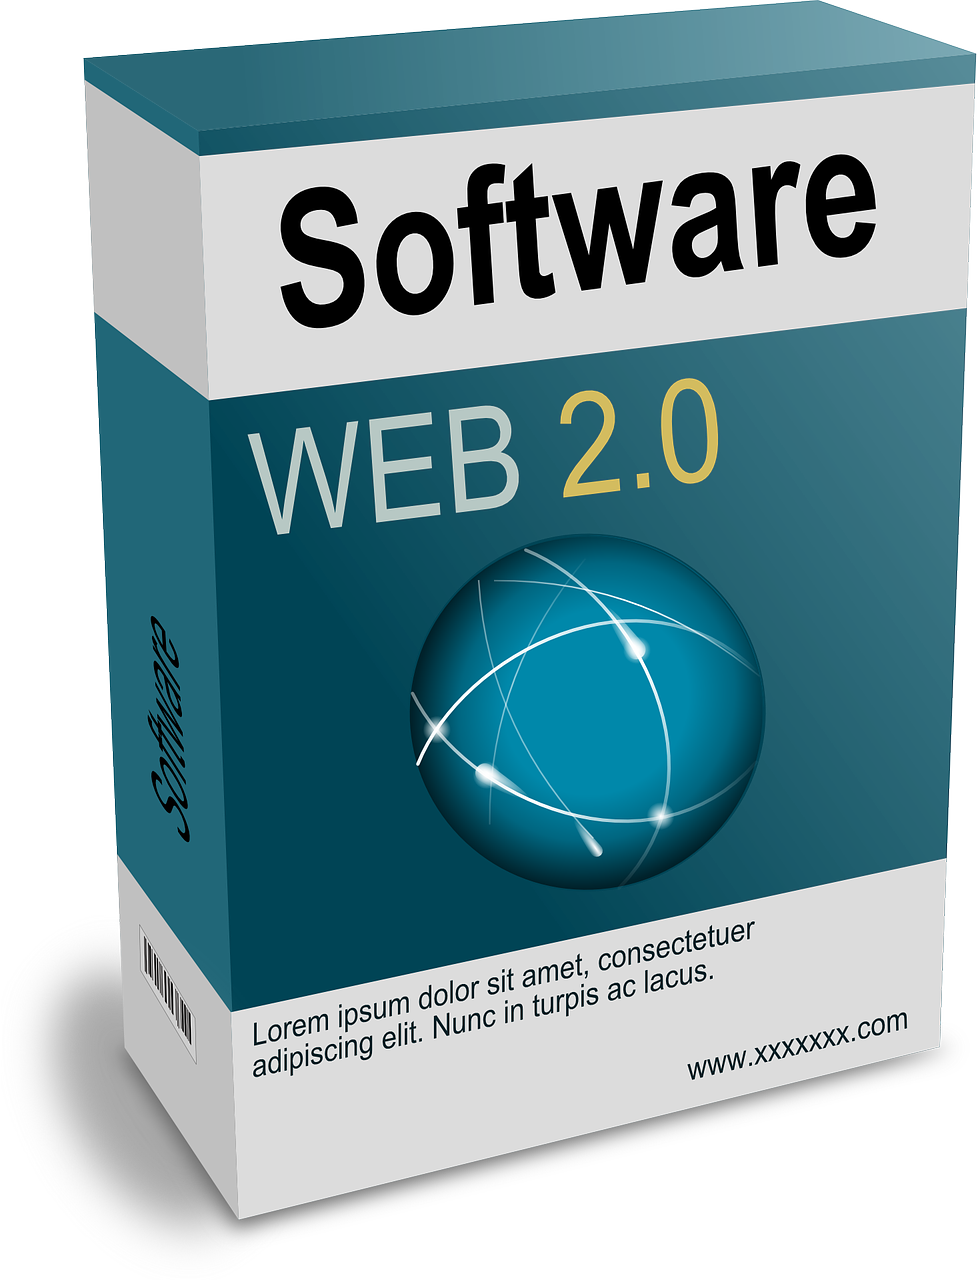 Software
WEB 2.0
Software
Lorem ipsum dolor sit amet, consectetuer
adipiscing elit. Nunc in turpis ac lacus.
www.xxxxxxx.com